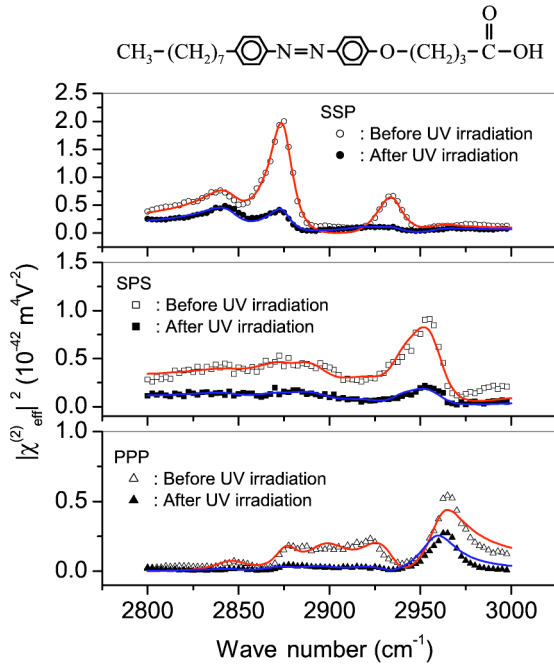 CH₃−(CH₂)₇ N=N O−(CH₂)₃−C−OH
O
2.5
2.0
1.5
1.0
0.5
0.0
SSP
○ : Before UV irradiation
● : After UV irradiation
1.5
1.0
0.5
0.0
SPS
□ : Before UV irradiation
■ : After UV irradiation
1.0
0.5
0.0
PPP
△ : Before UV irradiation
▲ : After UV irradiation
|χ⁽²⁾eff|² (10⁻⁴² m⁴V⁻²)
2800 2850 2900 2950 3000
Wave number (cm⁻¹)